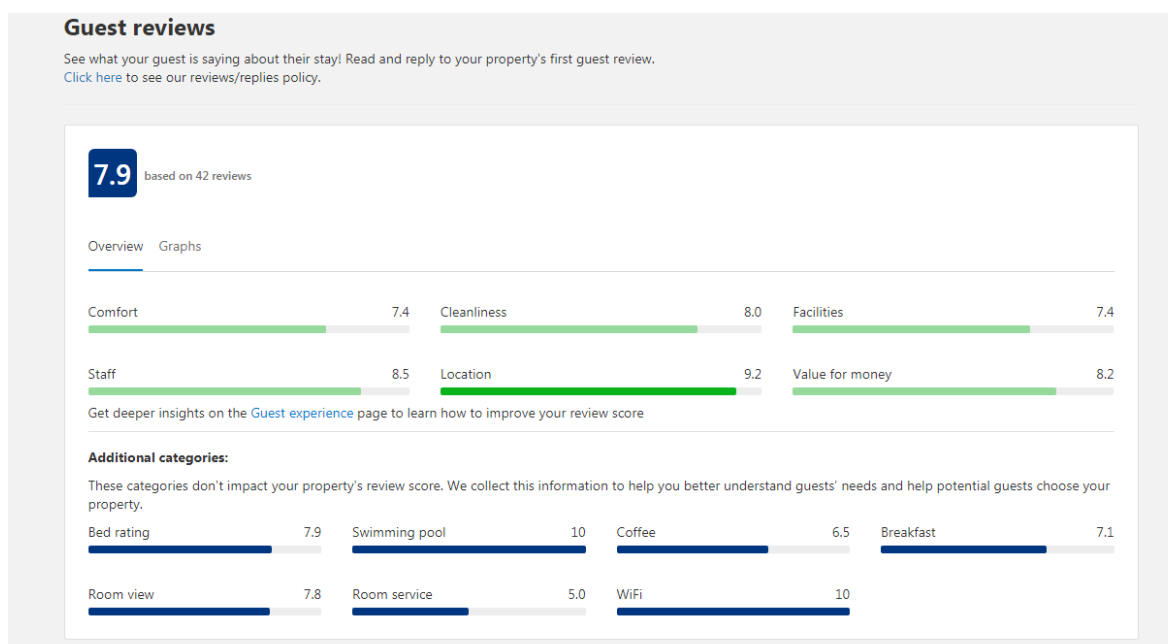 Guest reviews
See what your guest is saying about their stay! Read and reply to your property's first guest review.
Click here to see our reviews/replies policy.
7.9 based on 42 reviews
Overview Graphs
Comfort 7.4 Cleanliness 8.0 Facilities 7.4
Staff 8.5 Location 9.2 Value for money 8.2
Get deeper insights on the Guest experience page to learn how to improve your review score
Additional categories:
These categories don't impact your property's review score. We collect this information to help you better understand guests' needs and help potential guests choose your
property.
Bed rating 7.9 Swimming pool 10 Coffee 6.5 Breakfast 7.1
Room view 7.8 Room service 5.0 WiFi 10